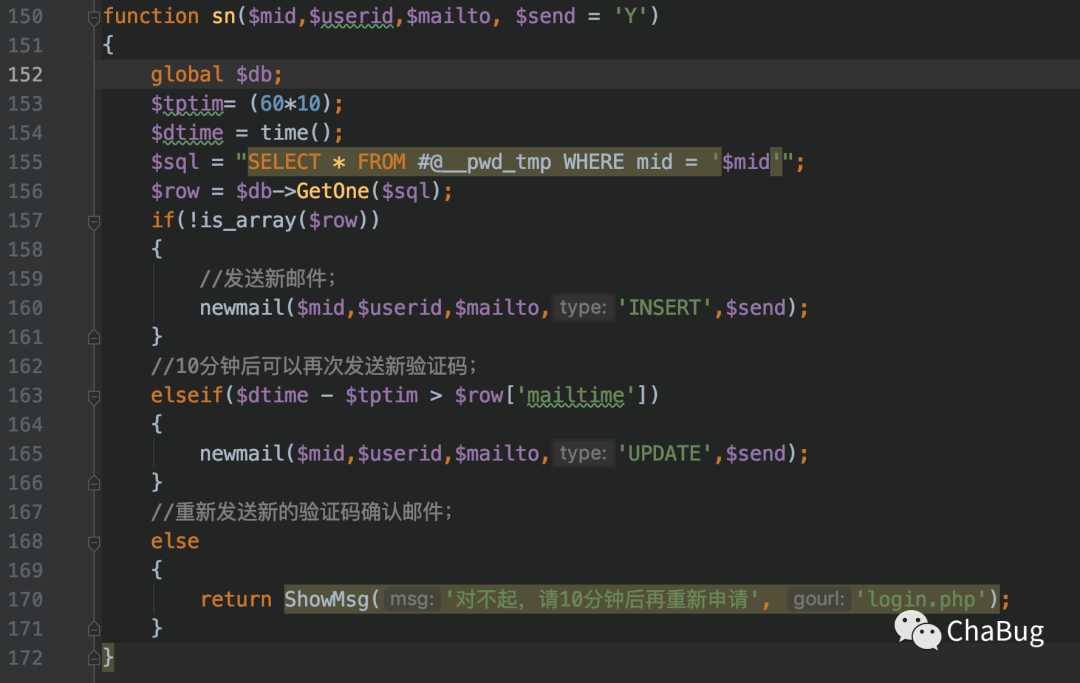 150 function sn($mid,$userid,$mailto, $send = 'Y')
151 {
152 global $db;
153 $tptim= (60*10);
154 $dtime = time();
155 $sql = "SELECT * FROM #@__pwd_tmp WHERE mid = '$mid'";
156 $row = $db->GetOne($sql);
157 if(!is_array($row))
158 {
159 //发送新邮件;
160 newmail($mid,$userid,$mailto, type: 'INSERT',$send);
161 }
162 //10分钟后可以再次发送新验证码;
163 elseif($dtime - $tptim > $row['mailtime'])
164 {
165 newmail($mid,$userid,$mailto, type: 'UPDATE',$send);
166 }
167 //重新发送新的验证码确认邮件;
168 else
169 {
170 return ShowMsg( msg: '对不起，请10分钟后再重新申请', gourl: 'login.php');
171 }
172 }
ChaBug